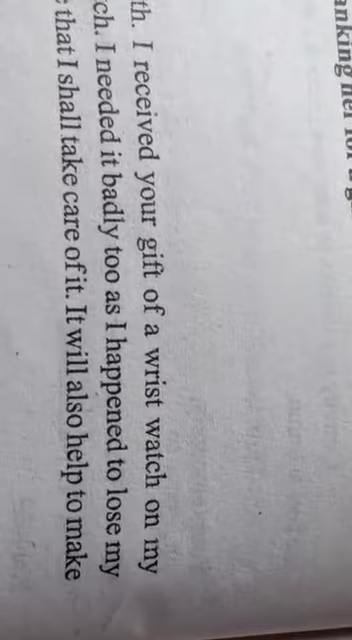 th. I received your gift of a wrist watch on my
ch. I needed it badly too as I happened to lose my
that I shall take care of it. It will also help to make